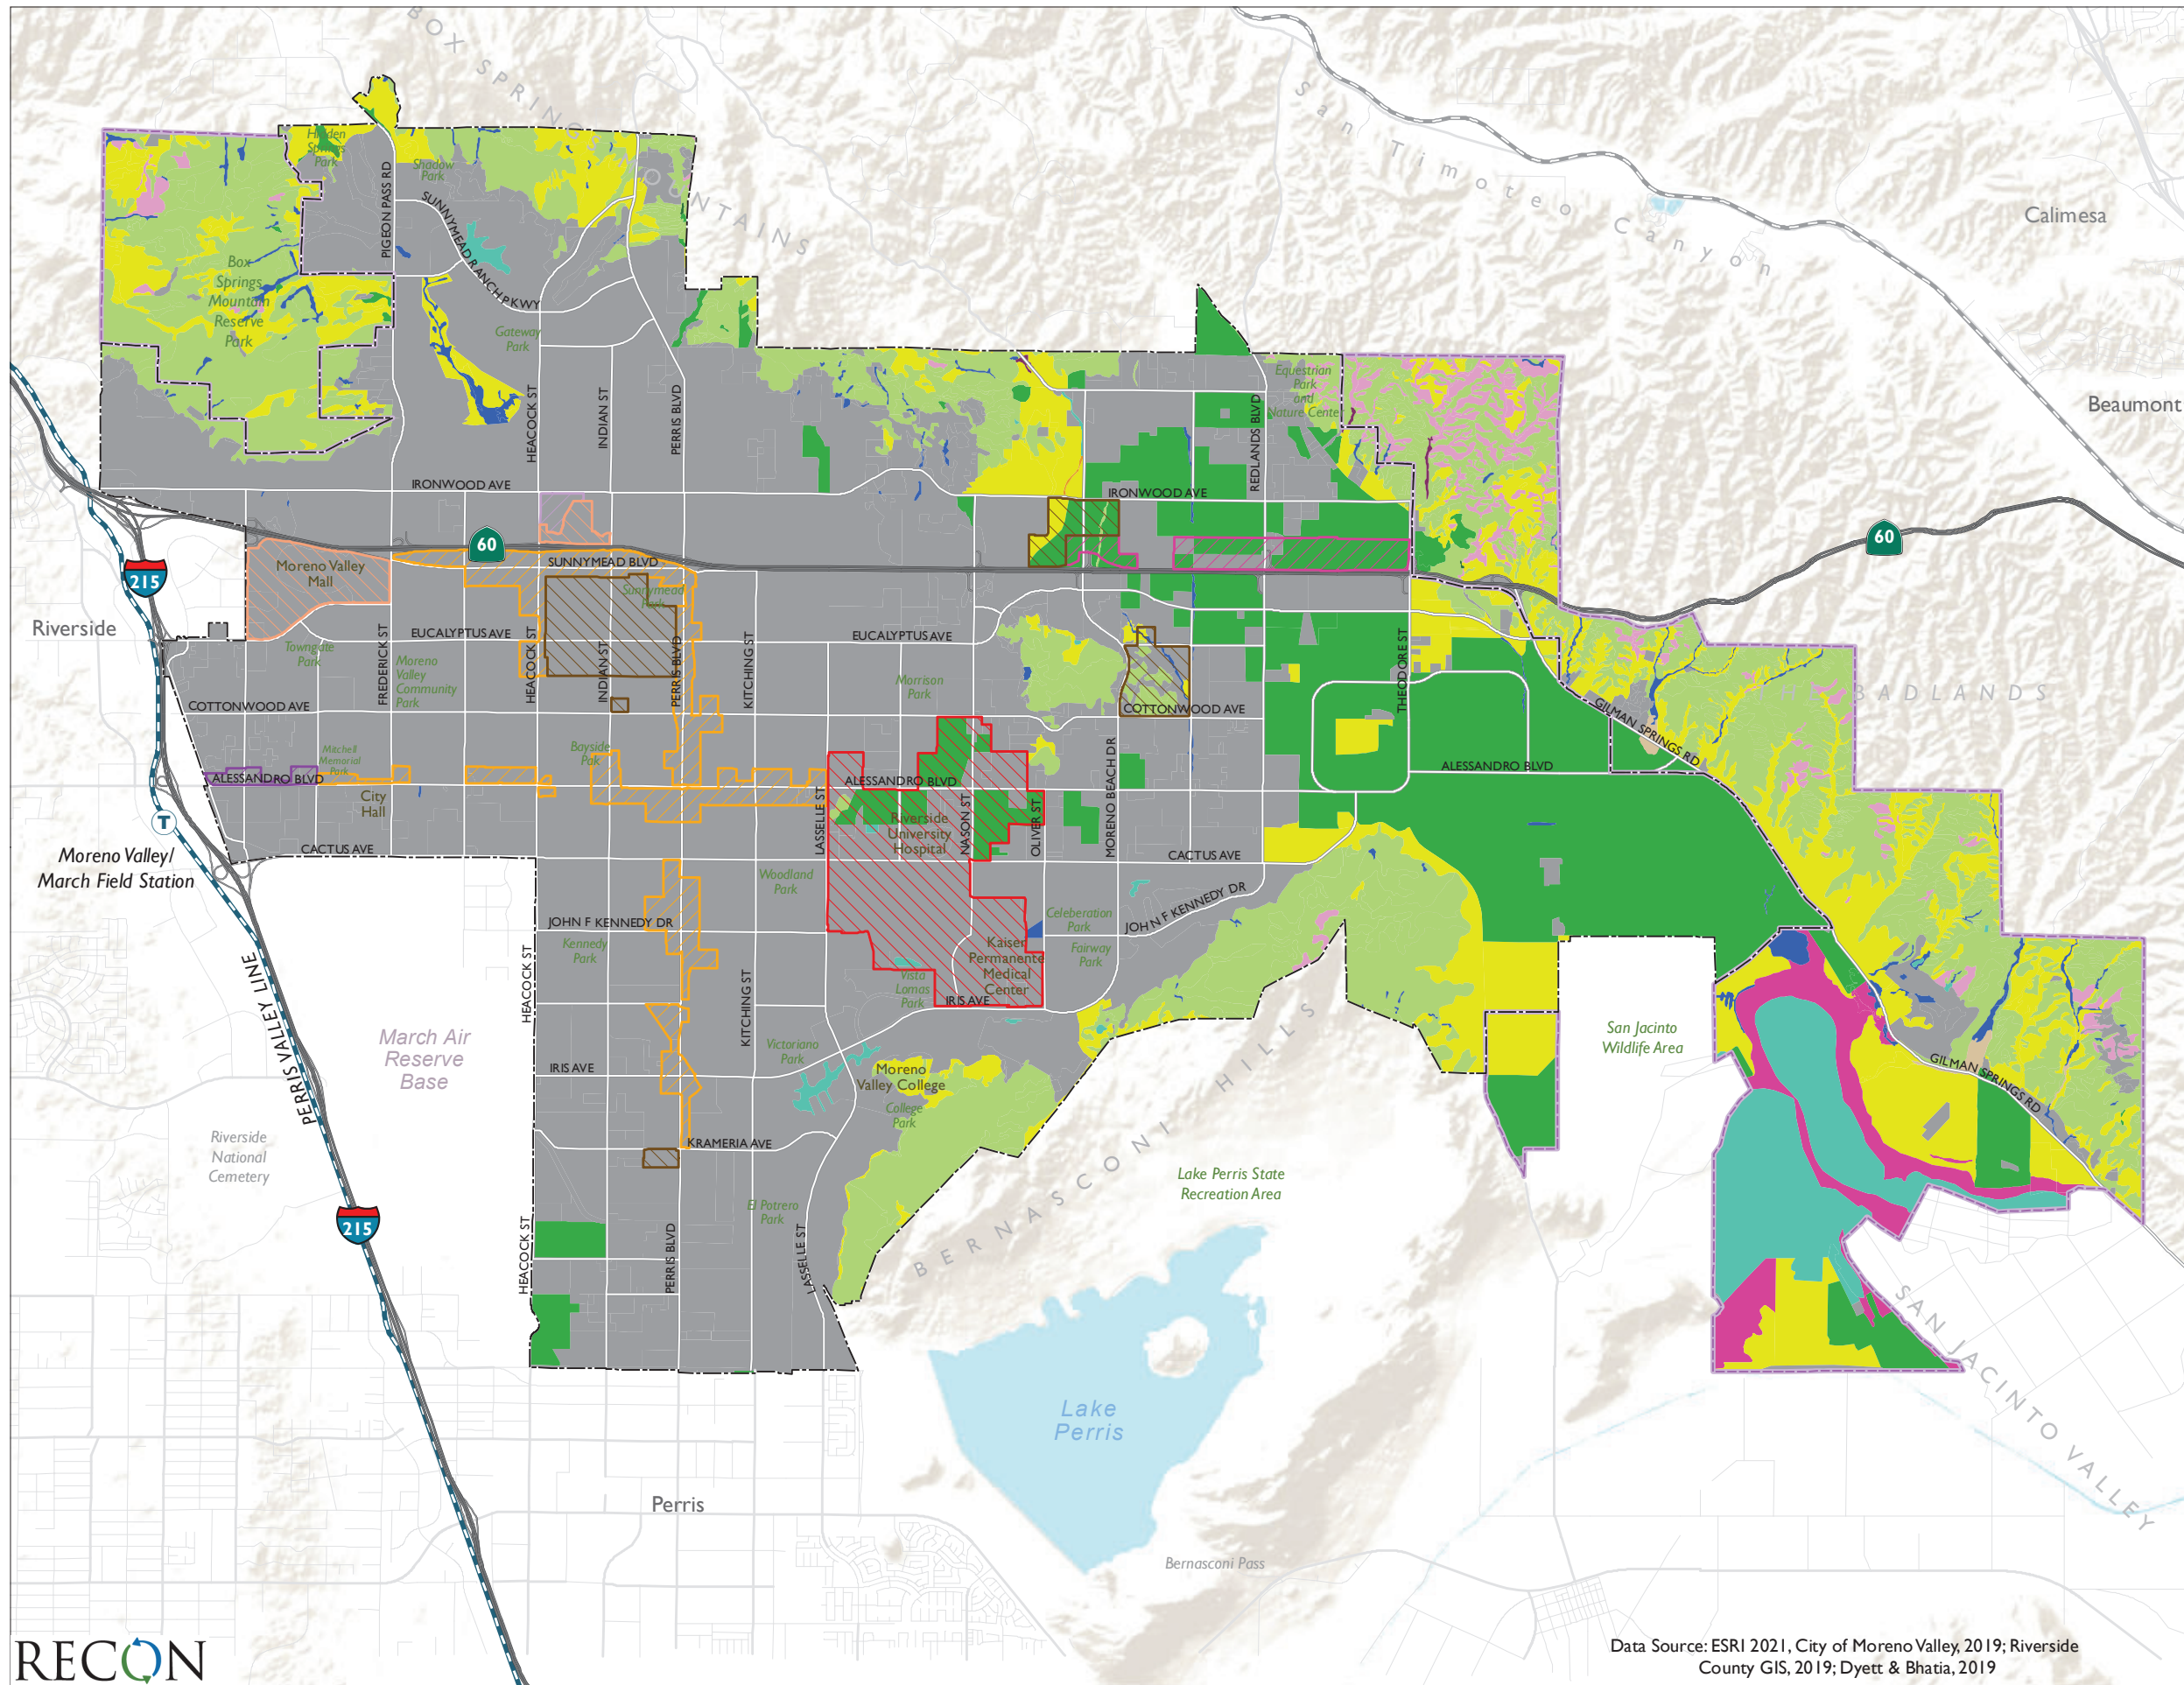 BOX SPRINGS MOUNTAINS
San Timoteo Canyon
Calimesa
Beaumont
Hidden
Springs
Park
Shadow
Park
PIGEON PASS RD
SUNNYMEAD RANCH PKWY
Box
Springs
Mountain
Reserve
Park
Gateway
Park
HEACOCK ST
INDIAN ST
PERRIS BLVD
Equestrian
Park
and
Nature Cente
REDLANDS BLVD
IRONWOOD AVE
IRONWOOD AVE
60
60
SUNNYMEAD BLVD
Moreno Valley
Mall
215
Sunnymead
Park
Riverside
EUCALYPTUS AVE
EUCALYPTUS AVE
Towngate
Park
FREDERICK ST
Moreno
Valley
Community
Park
HEACOCK ST
INDIAN ST
PERRIS BLVD
KITCHING ST
Morrison
Park
THEODORE ST
BADLANDS
COTTONWOOD AVE
COTTONWOOD AVE
GILMAN SPRINGS RD
Mitchell
Memorial
Park
Bayside
Pak
ALESSANDRO BLVD
ALESSANDRO BLVD
ALESSANDRO BLVD
City
Hall
LASSELLE ST
Riverside
University
Hospital
NASON ST
OLIVER ST
MORENO BEACH DR
T
Moreno Valley/
March Field Station
CACTUS AVE
CACTUS AVE
Woodland
Park
JOHN F KENNEDY DR
JOHN F KENNEDY DR
Kennedy
Park
Celeberation
Park
Fairway
Park
Kaiser
Permanente
Medical
Center
Vista
Lomas
Park
IRIS AVE
HEACOCK ST
KITCHING ST
PERRIS VALLEY LINE
March Air
Reserve
Base
San Jacinto
Wildlife Area
Victoriano
Park
IRIS AVE
Moreno
Valley College
College
Park
GILMAN SPRINGS RD
Riverside
National
Cemetery
KRAMERIA AVE
BERNASCONI HILLS
Lake Perris State
Recreation Area
El Potrero
Park
215
HEACOCK ST
PERRIS BLVD
LASSELLE ST
SAN JACINTO VALLEY
Lake
Perris
Perris
Bernasconi Pass
RECON
Data Source: ESRI 2021, City of Moreno Valley, 2019; Riverside
County GIS, 2019; Dyett & Bhatia, 2019